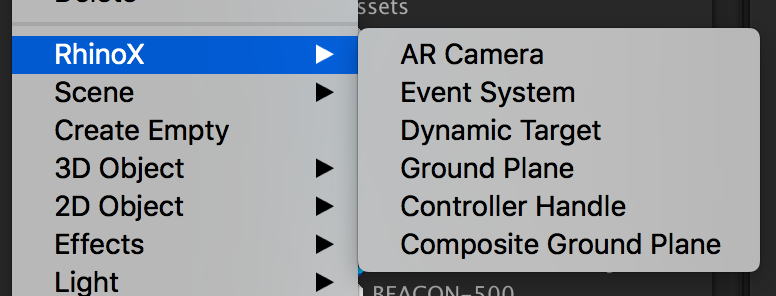 Delete
ssets
RhinoX
Scene
Create Empty
3D Object
2D Object
Effects
Light
AR Camera
Event System
Dynamic Target
Ground Plane
Controller Handle
Composite Ground Plane
BEACON-500